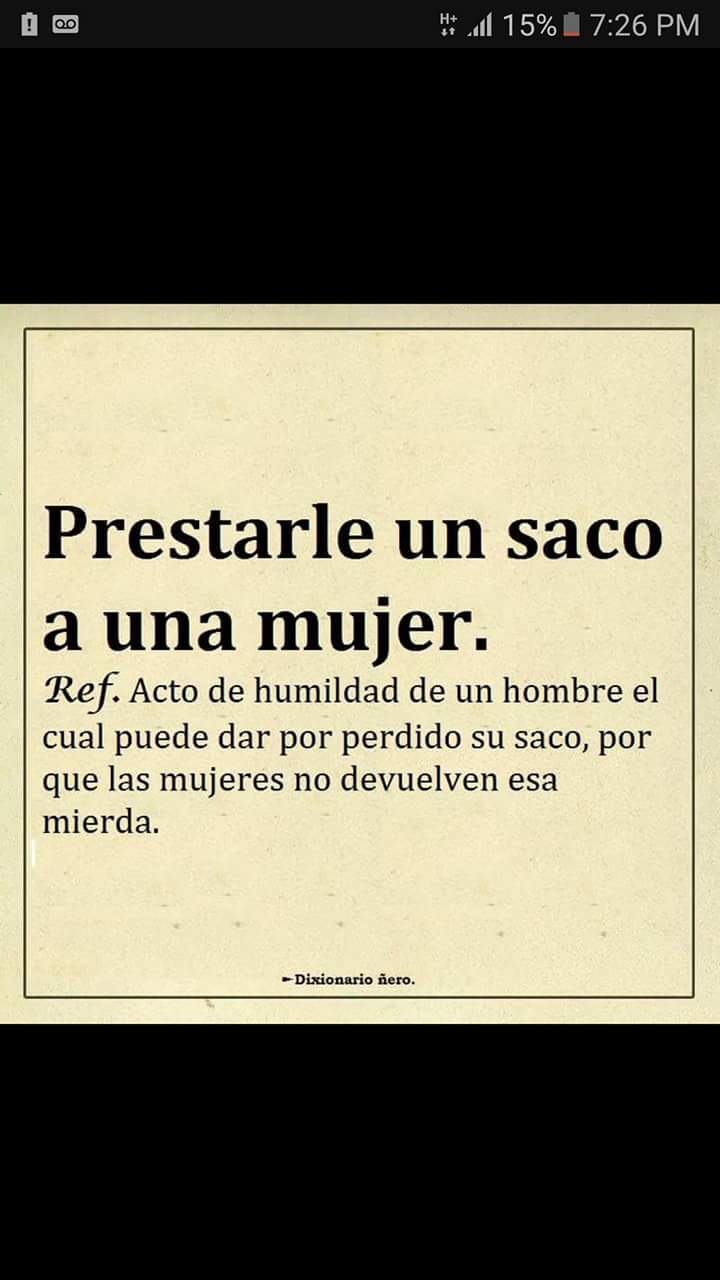 H+ 15% 7:26 PM
Prestarle un saco
a una mujer.
Ref. Acto de humildad de un hombre el
cual puede dar por perdido su saco, por
que las mujeres no devuelven esa
mierda.
►Dixionario ñero.